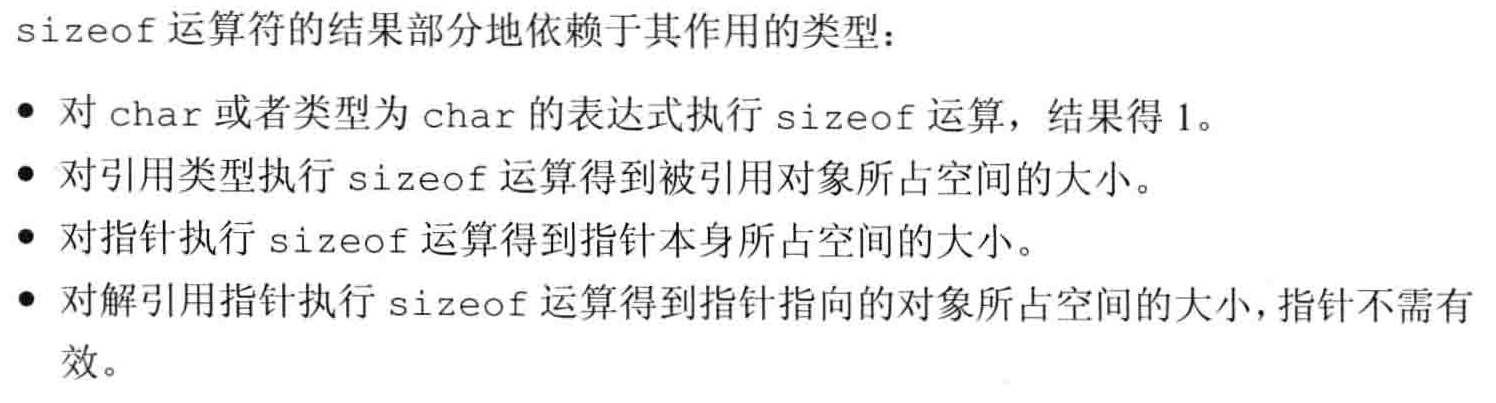 sizeof 运算符的结果部分地依赖于其作用的类型：
• 对 char 或者类型为 char 的表达式执行 sizeof 运算，结果得 1。
• 对引用类型执行 sizeof 运算得到被引用对象所占空间的大小。
• 对指针执行 sizeof 运算得到指针本身所占空间的大小。
• 对解引用指针执行 sizeof 运算得到指针指向的对象所占空间的大小，指针不需有
效。